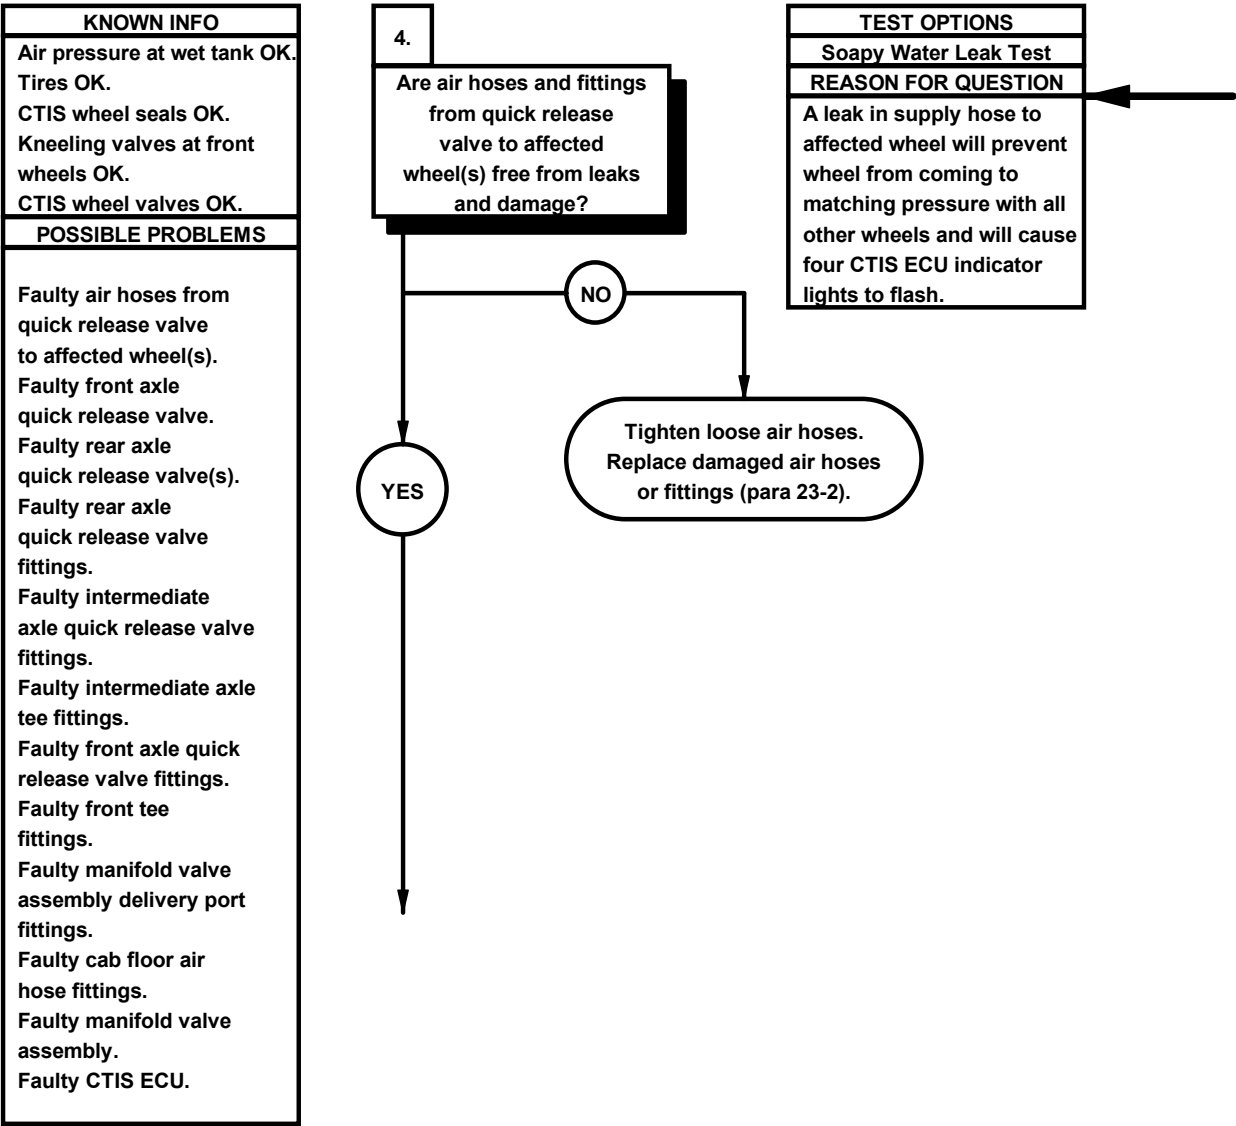 KNOWN INFO
Air pressure at wet tank OK.
Tires OK.
CTIS wheel seals OK.
Kneeling valves at front
wheels OK.
CTIS wheel valves OK.
POSSIBLE PROBLEMS
Faulty air hoses from
quick release valve
to affected wheel(s).
Faulty front axle
quick release valve.
Faulty rear axle
quick release valve(s).
Faulty rear axle
quick release valve
fittings.
Faulty intermediate
axle quick release valve
fittings.
Faulty intermediate axle
tee fittings.
Faulty front axle quick
release valve fittings.
Faulty front tee
fittings.
Faulty manifold valve
assembly delivery port
fittings.
Faulty cab floor air
hose fittings.
Faulty manifold valve
assembly.
Faulty CTIS ECU.
4.
Are air hoses and fittings
from quick release
valve to affected
wheel(s) free from leaks
and damage?
NO
YES
Tighten loose air hoses.
Replace damaged air hoses
or fittings (para 23-2).
TEST OPTIONS
Soapy Water Leak Test
REASON FOR QUESTION
A leak in supply hose to
affected wheel will prevent
wheel from coming to
matching pressure with all
other wheels and will cause
four CTIS ECU indicator
lights to flash.